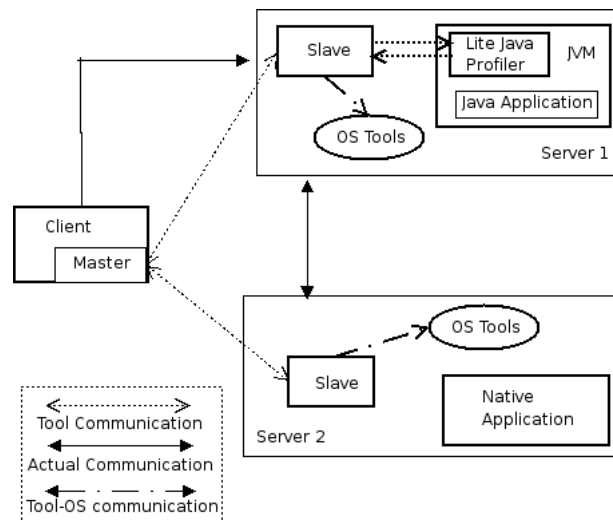 Slave
Lite Java
Profiler
JVM
Java Application
OS Tools
Server 1
Client
Master
OS Tools
Slave
Native
Application
Server 2
Tool Communication
Actual Communication
Tool-OS communication